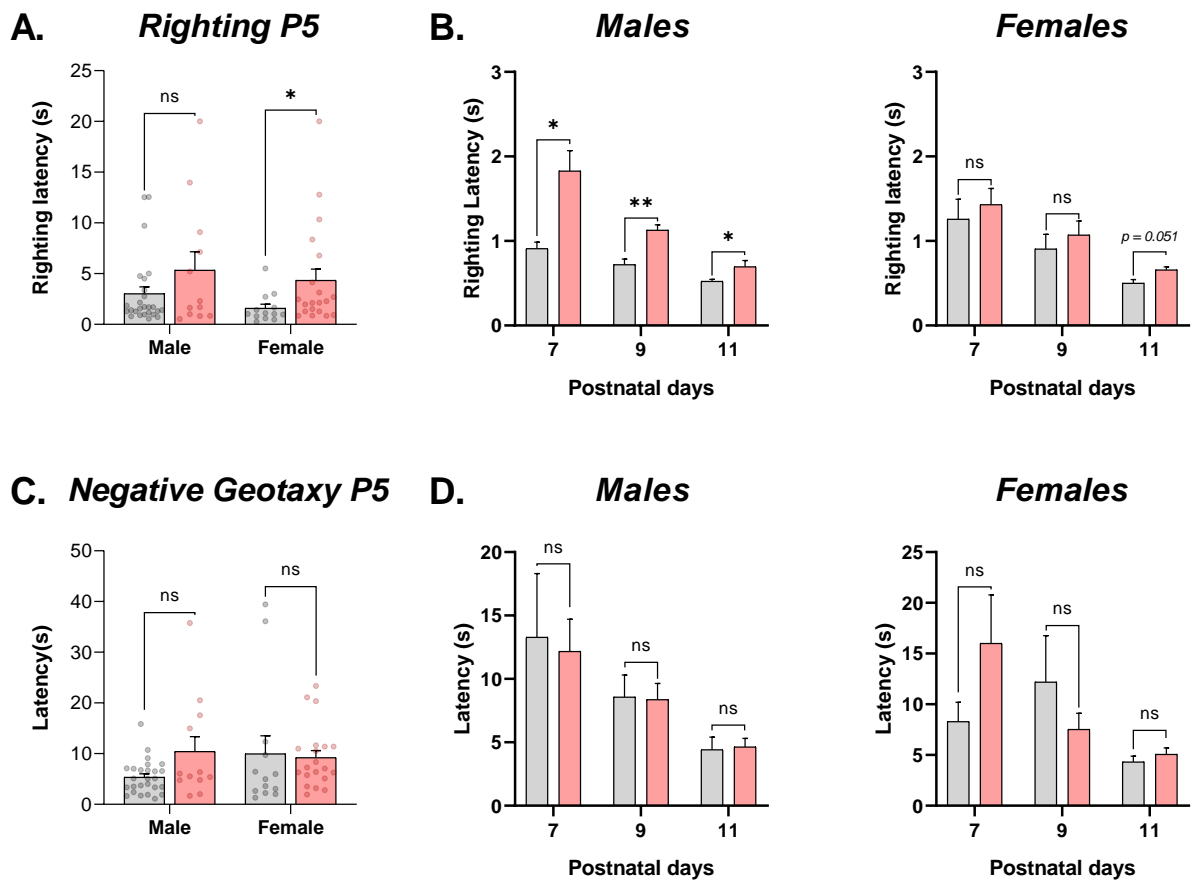 A.
Righting P5
Righting latency (s)
25
20
15
10
5
0
ns
*
Male
Female
B.
Males
Righting Latency (s)
3
2
1
0
*
**
*
7
9
11
Postnatal days
Females
Righting latency (s)
3
2
1
0
ns
ns
p = 0.051
7
9
11
Postnatal days
C.
Negative Geotaxy P5
Latency(s)
50
40
30
20
10
0
ns
ns
Male
Female
D.
Males
Latency (s)
20
15
10
5
0
ns
ns
ns
7
9
11
Postnatal days
Females
Latency (s)
25
20
15
10
5
0
ns
ns
ns
7
9
11
Postnatal days